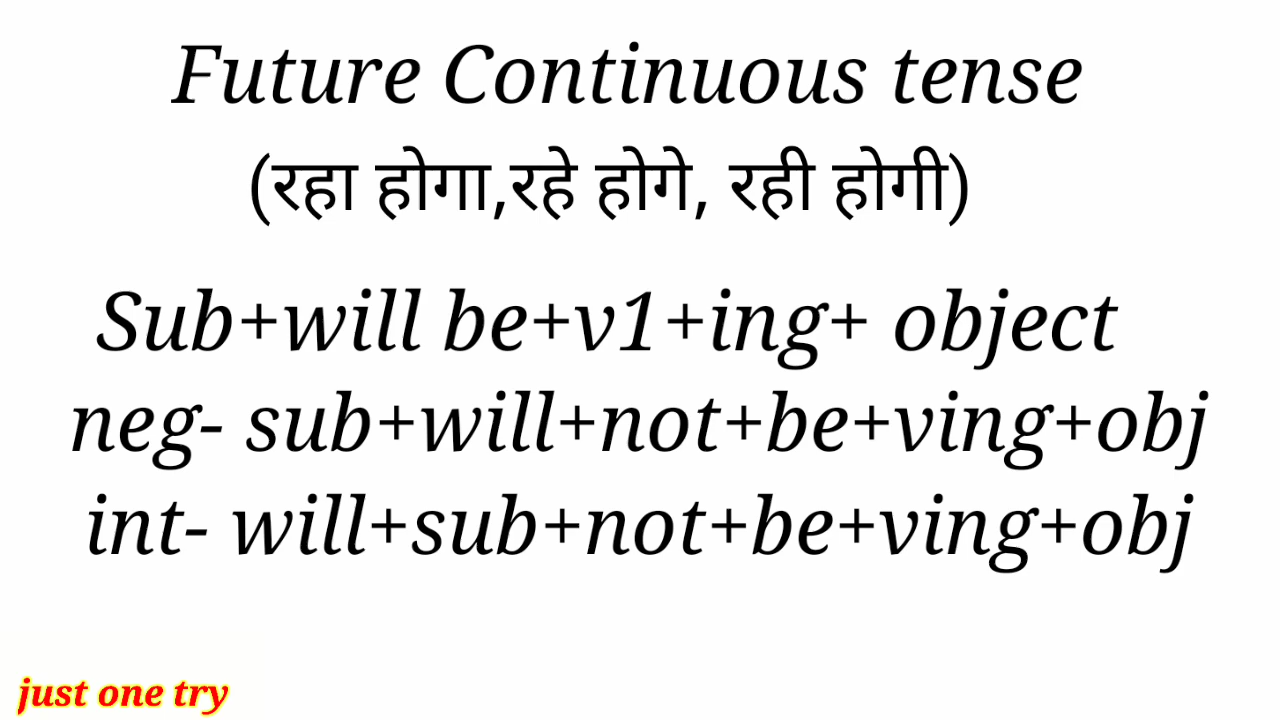 Future Continuous tense
(रहा होगा,रहे होगे, रही होगी)
Sub+will be+v1+ing+ object
neg- sub+will+not+be+ving+obj
int- will+sub+not+be+ving+obj
just one try